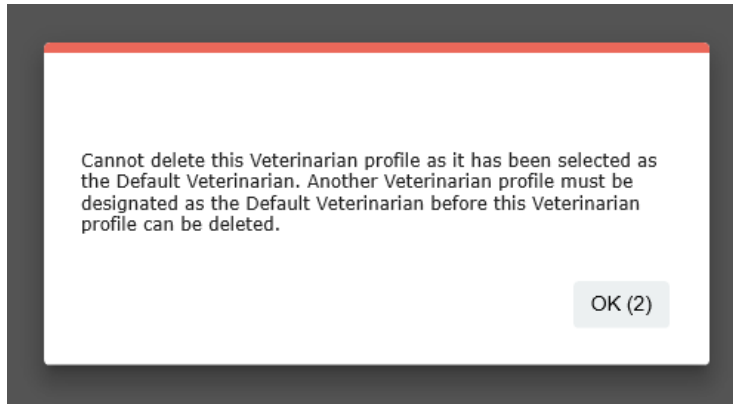 Cannot delete this Veterinarian profile as it has been selected as
the Default Veterinarian. Another Veterinarian profile must be
designated as the Default Veterinarian before this Veterinarian
profile can be deleted.
OK (2)